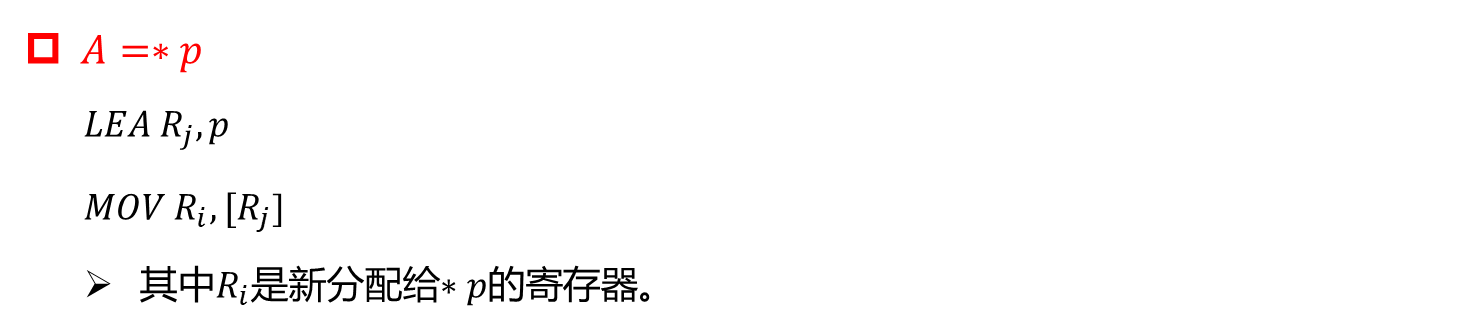 A =* p
LEA Rⱼ, p
MOV Rᵢ, [Rⱼ]
其中Rᵢ是新分配给* p的寄存器。